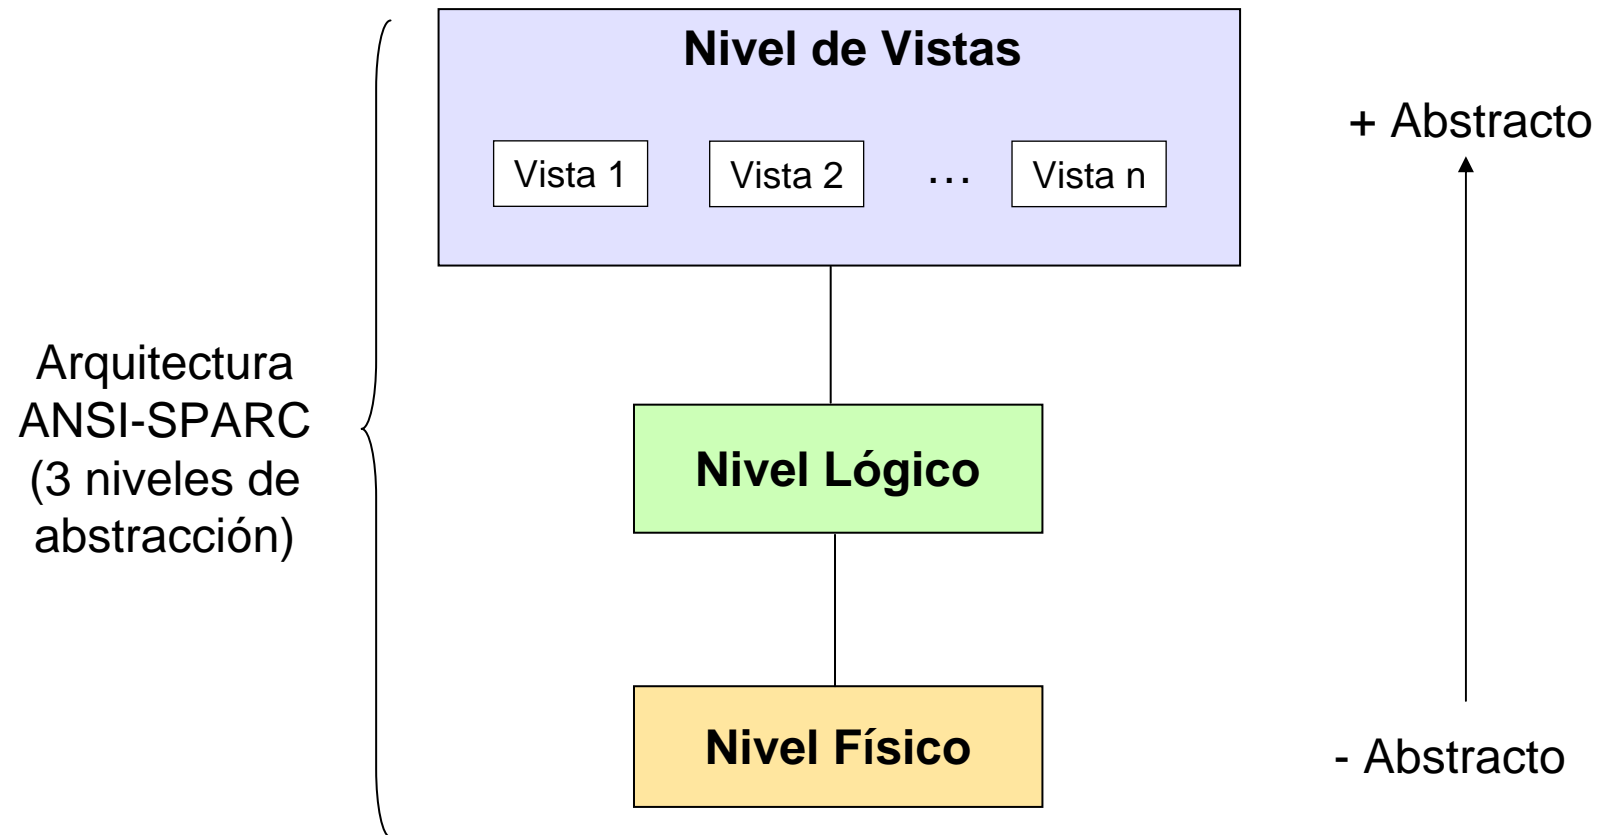 Nivel de Vistas
Vista 1
Vista 2
…
Vista n
+ Abstracto
Arquitectura
ANSI-SPARC
(3 niveles de
abstracción)
Nivel Lógico
Nivel Físico
- Abstracto